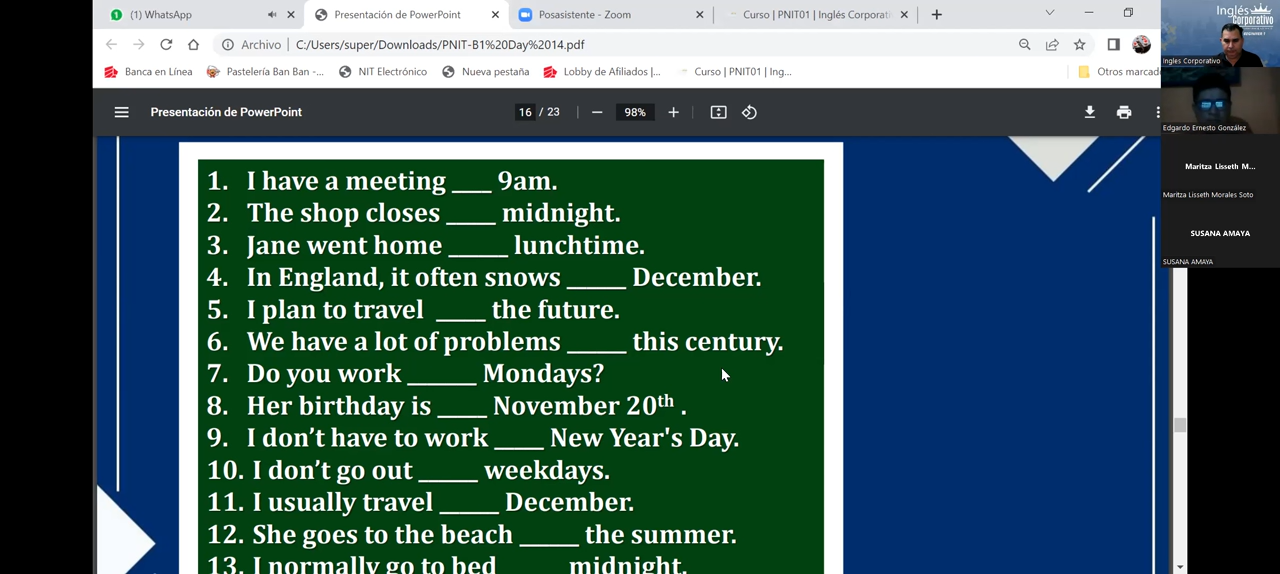 (1) WhatsApp
Presentación de PowerPoint
Posasistente - Zoom
Curso | PNIT01 | Inglés Corporati
Archivo
C:/Users/super/Downloads/PNIT-B1%20Day%2014.pdf
Banca en Línea
Pastelería Ban Ban -...
NIT Electrónico
Nueva pestaña
Lobby de Afiliados |...
Curso | PNIT01 | Ing...
Otros marcad
Presentación de PowerPoint
16 / 23
98%
1. I have a meeting ____ 9am.
2. The shop closes _____ midnight.
3. Jane went home ______ lunchtime.
4. In England, it often snows ______ December.
5. I plan to travel _____ the future.
6. We have a lot of problems ______ this century.
7. Do you work _______ Mondays?
8. Her birthday is _____ November 20th .
9. I don’t have to work _____ New Year's Day.
10. I don’t go out ______ weekdays.
11. I usually travel ______ December.
12. She goes to the beach ______ the summer.
13. I normally go to bed _____ midnight.
Inglés
Corporativo
Ingles Corporativo
Edgardo Ernesto González
Maritza Lisseth M...
Maritza Lisseth Morales Soto
SUSANA AMAYA
SUSANA AMAYA